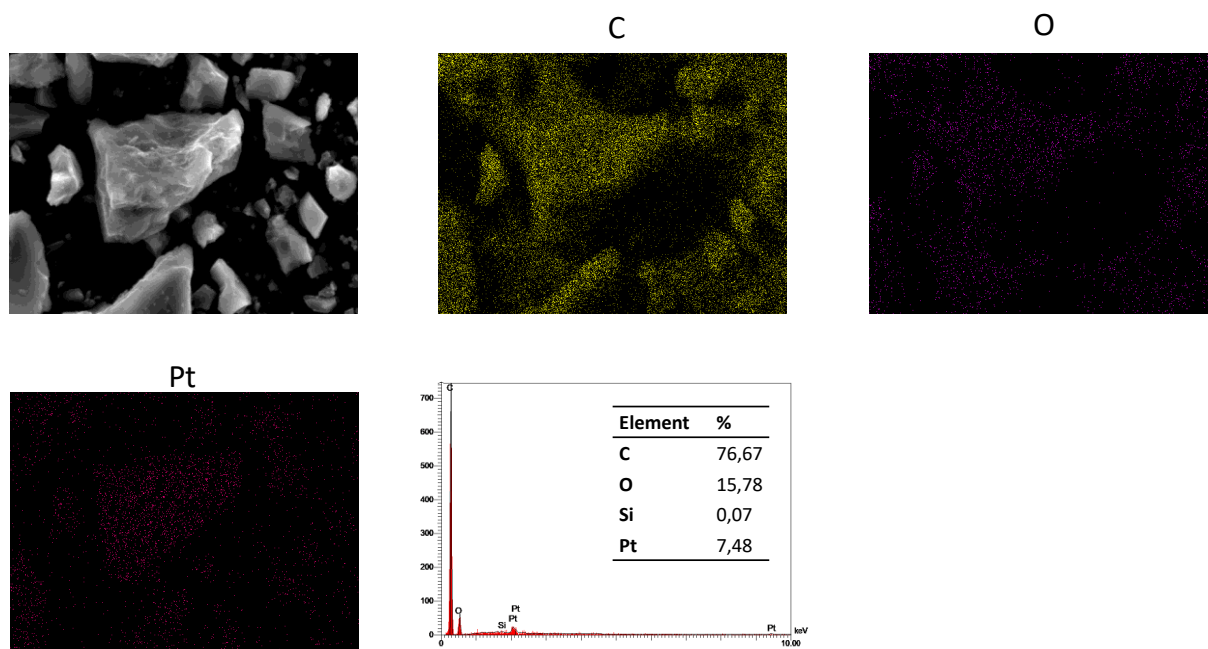 C
O
Pt
C
700
600
500
400
300
200
100
0
O
Si
Pt
Pt
Pt
0
10.00
keV
Element %
C 76,67
O 15,78
Si 0,07
Pt 7,48